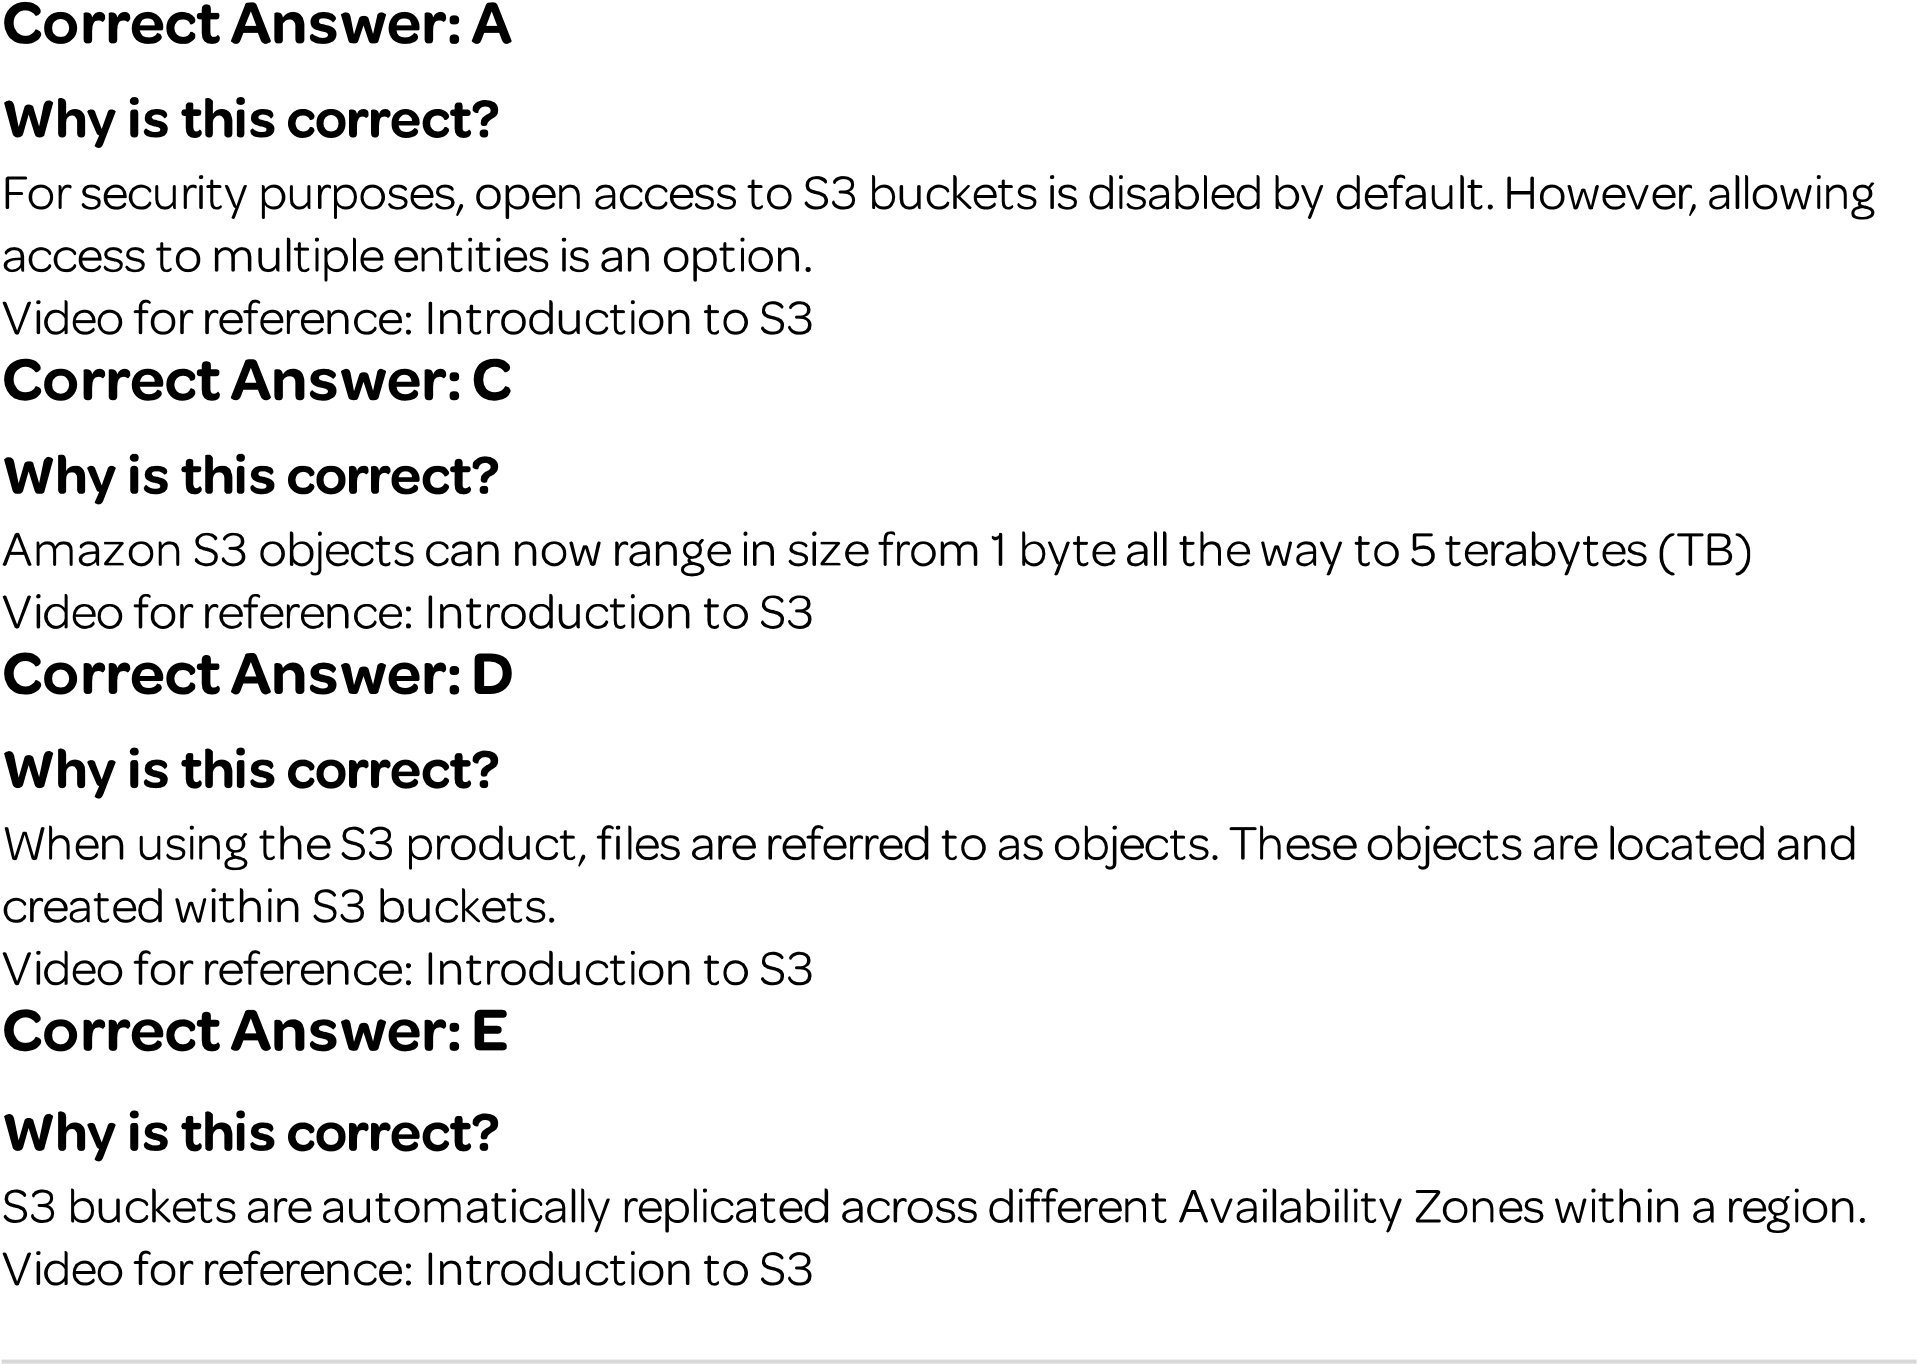 Correct Answer: A
Why is this correct?
For security purposes, open access to S3 buckets is disabled by default. However, allowing
access to multiple entities is an option.
Video for reference: Introduction to S3
Correct Answer: C
Why is this correct?
Amazon S3 objects can now range in size from 1 byte all the way to 5 terabytes (TB)
Video for reference: Introduction to S3
Correct Answer: D
Why is this correct?
When using the S3 product, files are referred to as objects. These objects are located and
created within S3 buckets.
Video for reference: Introduction to S3
Correct Answer: E
Why is this correct?
S3 buckets are automatically replicated across different Availability Zones within a region.
Video for reference: Introduction to S3